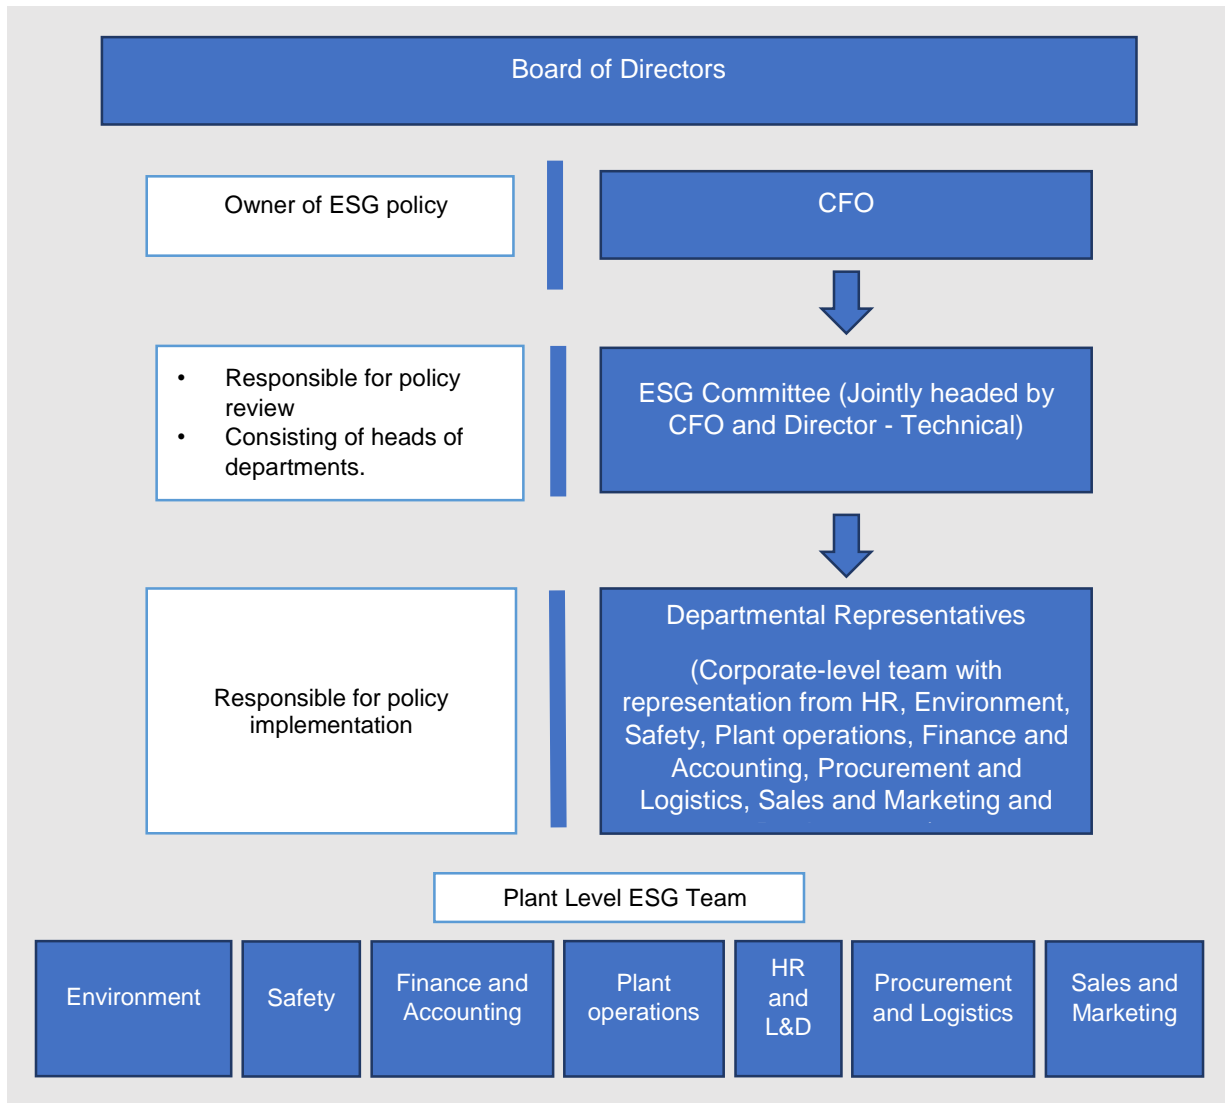 Board of Directors
Owner of ESG policy
CFO
• Responsible for policy
review
• Consisting of heads of
departments.
ESG Committee (Jointly headed by
CFO and Director - Technical)
Responsible for policy
implementation
Departmental Representatives
(Corporate-level team with
representation from HR, Environment,
Safety, Plant operations, Finance and
Accounting, Procurement and
Logistics, Sales and Marketing and
Plant Level ESG Team
Environment
Safety
Finance and
Accounting
Plant
operations
HR
and
L&D
Procurement
and Logistics
Sales and
Marketing